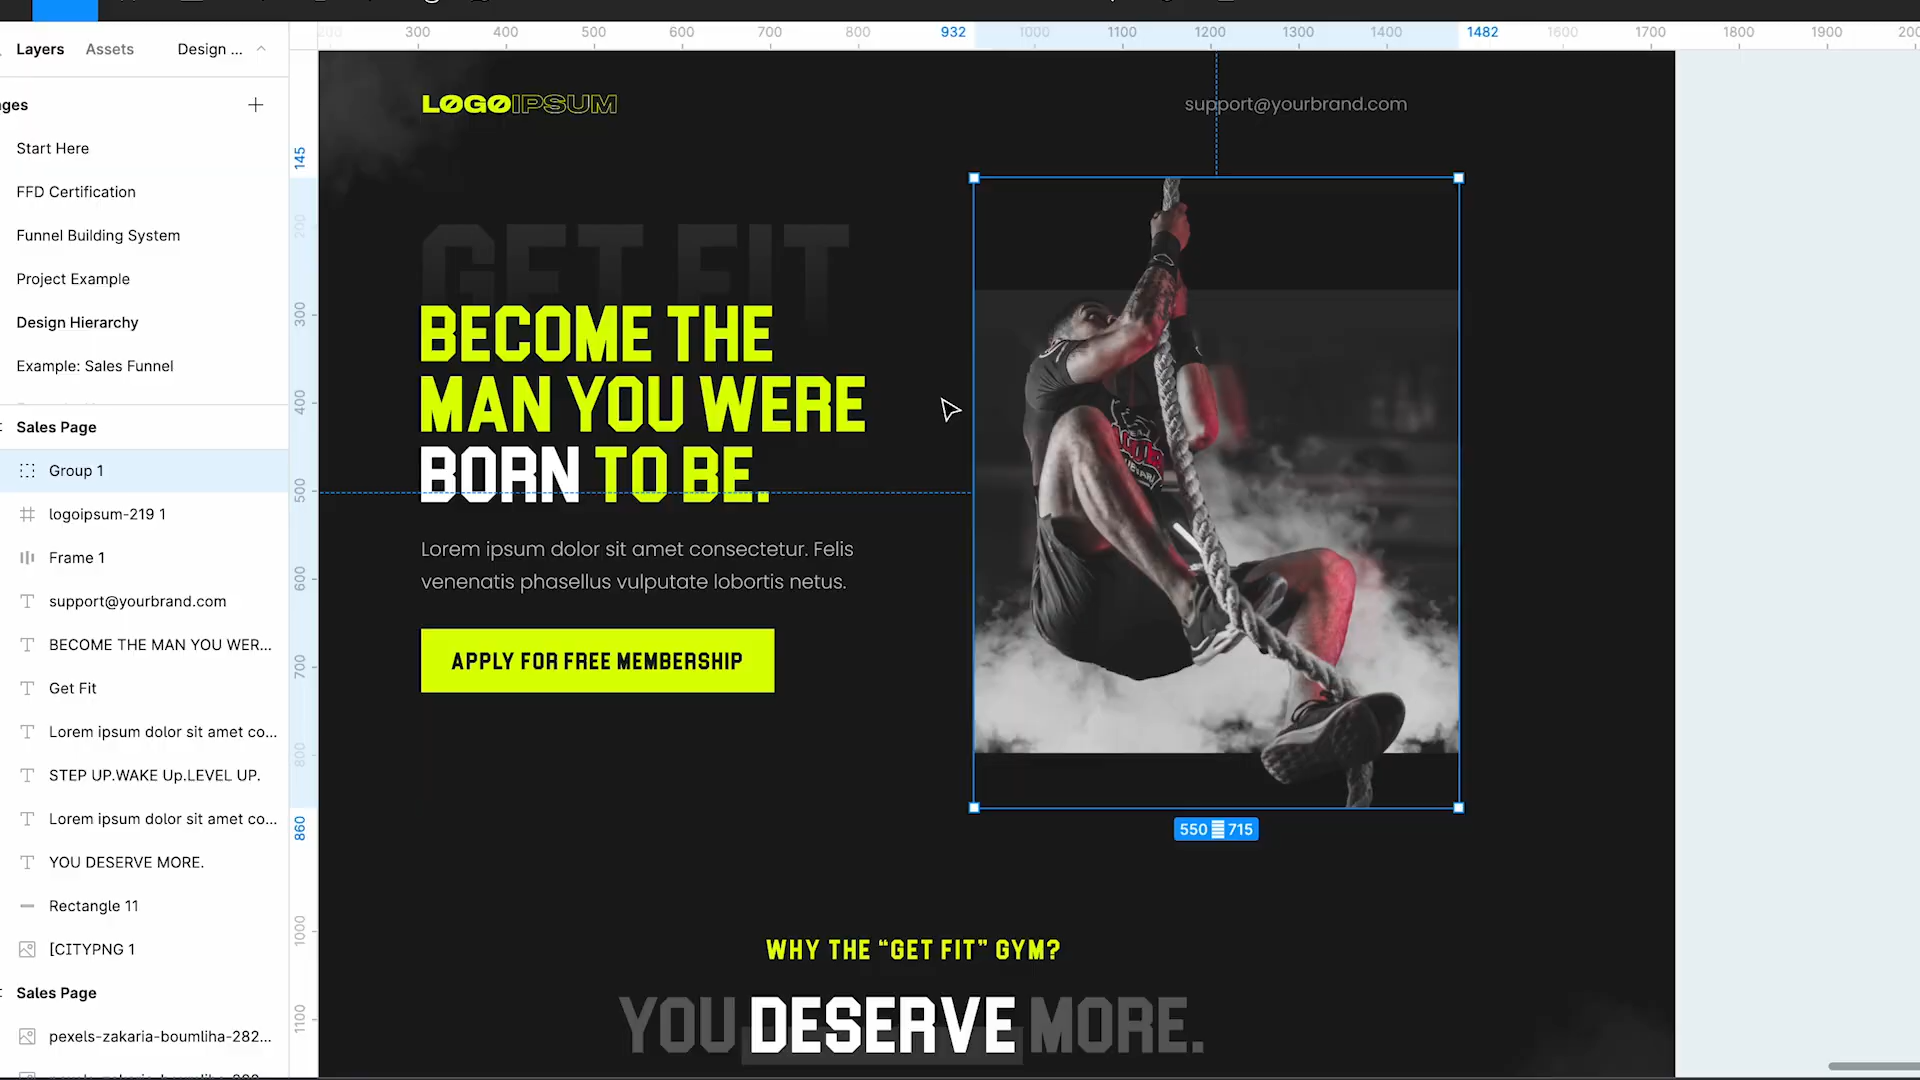 Layers Assets Design ...
ges
Start Here
FFD Certification
Funnel Building System
Project Example
Design Hierarchy
Example: Sales Funnel
Sales Page
Group 1
logoipsum-219 1
Frame 1
support@yourbrand.com
BECOME THE MAN YOU WER...
Get Fit
Lorem ipsum dolor sit amet co...
STEP UP.WAKE Up.LEVEL UP.
Lorem ipsum dolor sit amet co...
YOU DESERVE MORE.
Rectangle 11
[CITYPNG 1
Sales Page
pexels-zakaria-boumliha-282...
200 300 400 500 600 700 800 932 1000 1100 1200 1300 1400 1482 1600 1700 1800 1900 200
145
200
300
400
500
600
700
800
860
1000
1100
LOGOIPSUM
support@yourbrand.com
GET FIT
BECOME THE
MAN YOU WERE
BORN TO BE.
Lorem ipsum dolor sit amet consectetur. Felis
venenatis phasellus vulputate lobortis netus.
APPLY FOR FREE MEMBERSHIP
550 715
WHY THE “GET FIT” GYM?
YOU DESERVE MORE.